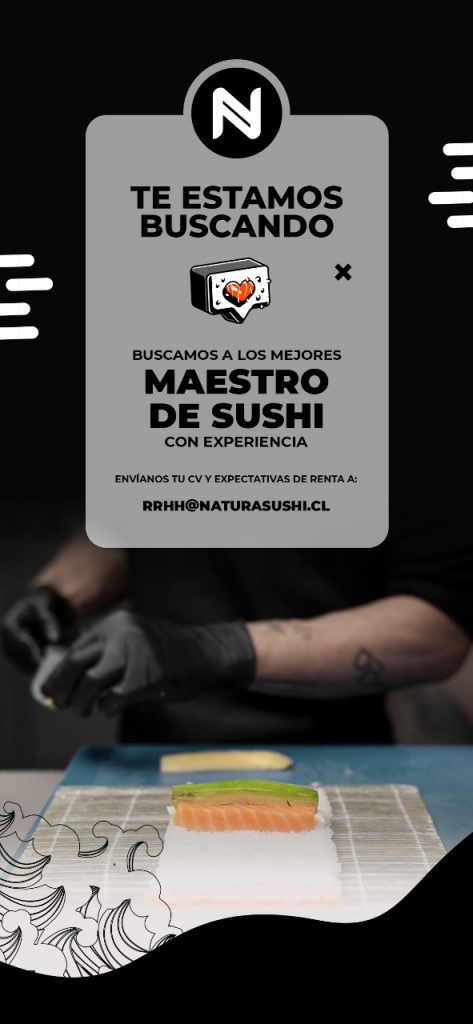 N
TE ESTAMOS
BUSCANDO
BUSCAMOS A LOS MEJORES
MAESTRO
DE SUSHI
CON EXPERIENCIA
ENVÍANOS TU CV Y EXPECTATIVAS DE RENTA A:
RRHH@NATURASUSHI.CL